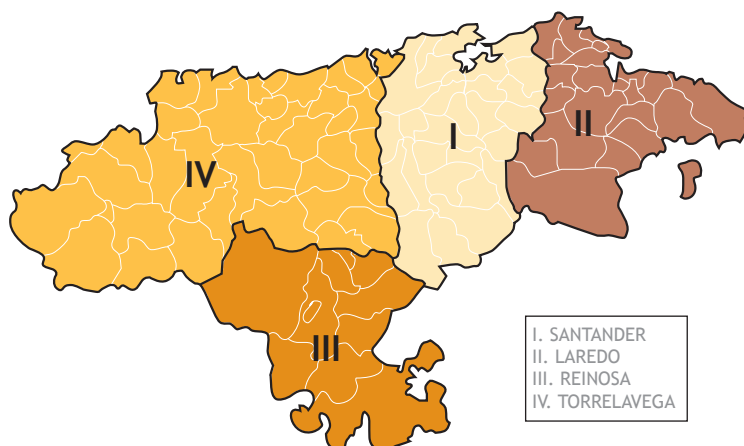 I
II
IV
III
I. SANTANDER
II. LAREDO
III. REINOSA
IV. TORRELAVEGA